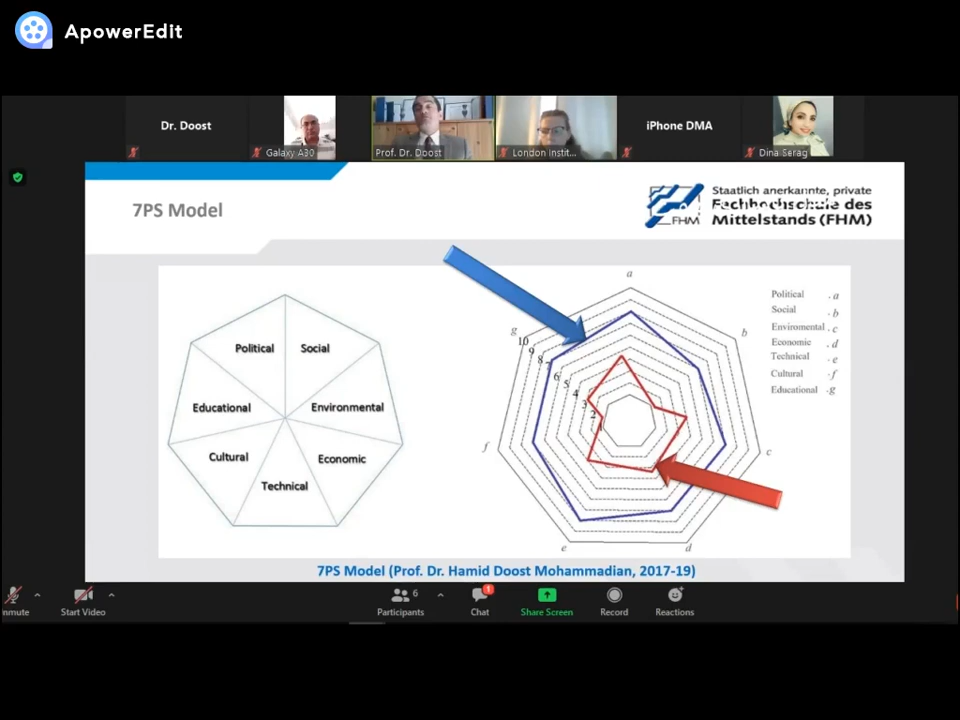 ApowerEdit
Dr. Doost
Galaxy A30
Prof. Dr. Doost
London Instit...
iPhone DMA
Dina Serag
7PS Model
Staatlich anerkannte, private
Fachhochschule des
Mittelstands (FHM)
FHM
Political
Social
Educational
Environmental
Cultural
Economic
Technical
a
b
c
d
e
f
g
10
9
8
7
6
5
4
3
2
1
Political . a
Social . b
Enviromental . c
Economic . d
Technical . e
Cultural . f
Educational . g
7PS Model (Prof. Dr. Hamid Doost Mohammadian, 2017-19)
nmute
Start Video
Participants
6
Chat
1
Share Screen
Record
Reactions